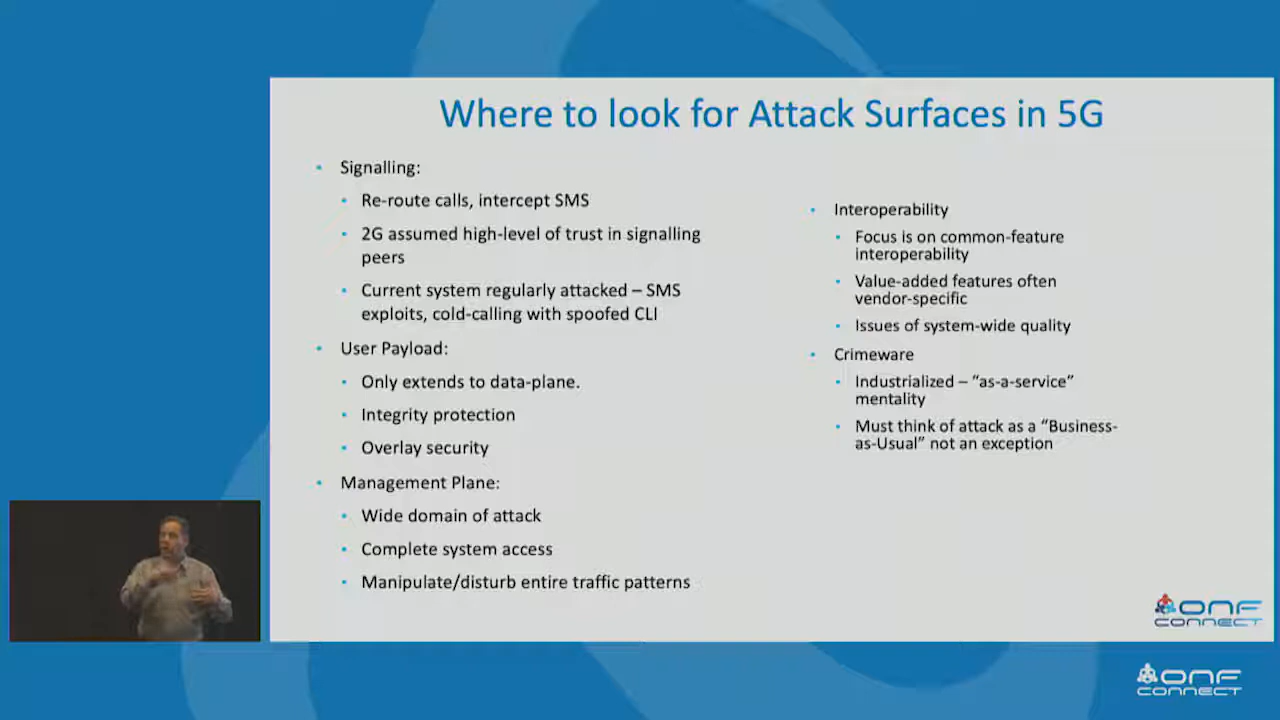 Where to look for Attack Surfaces in 5G
Signalling:
Re-route calls, intercept SMS
2G assumed high-level of trust in signalling
peers
Current system regularly attacked – SMS
exploits, cold-calling with spoofed CLI
User Payload:
Only extends to data-plane.
Integrity protection
Overlay security
Management Plane:
Wide domain of attack
Complete system access
Manipulate/disturb entire traffic patterns
Interoperability
Focus is on common-feature
interoperability
Value-added features often
vendor-specific
Issues of system-wide quality
Crimeware
Industrialized – “as-a-service”
mentality
Must think of attack as a “Business-
as-Usual” not an exception
ONF
CONNECT
ONF
CONNECT